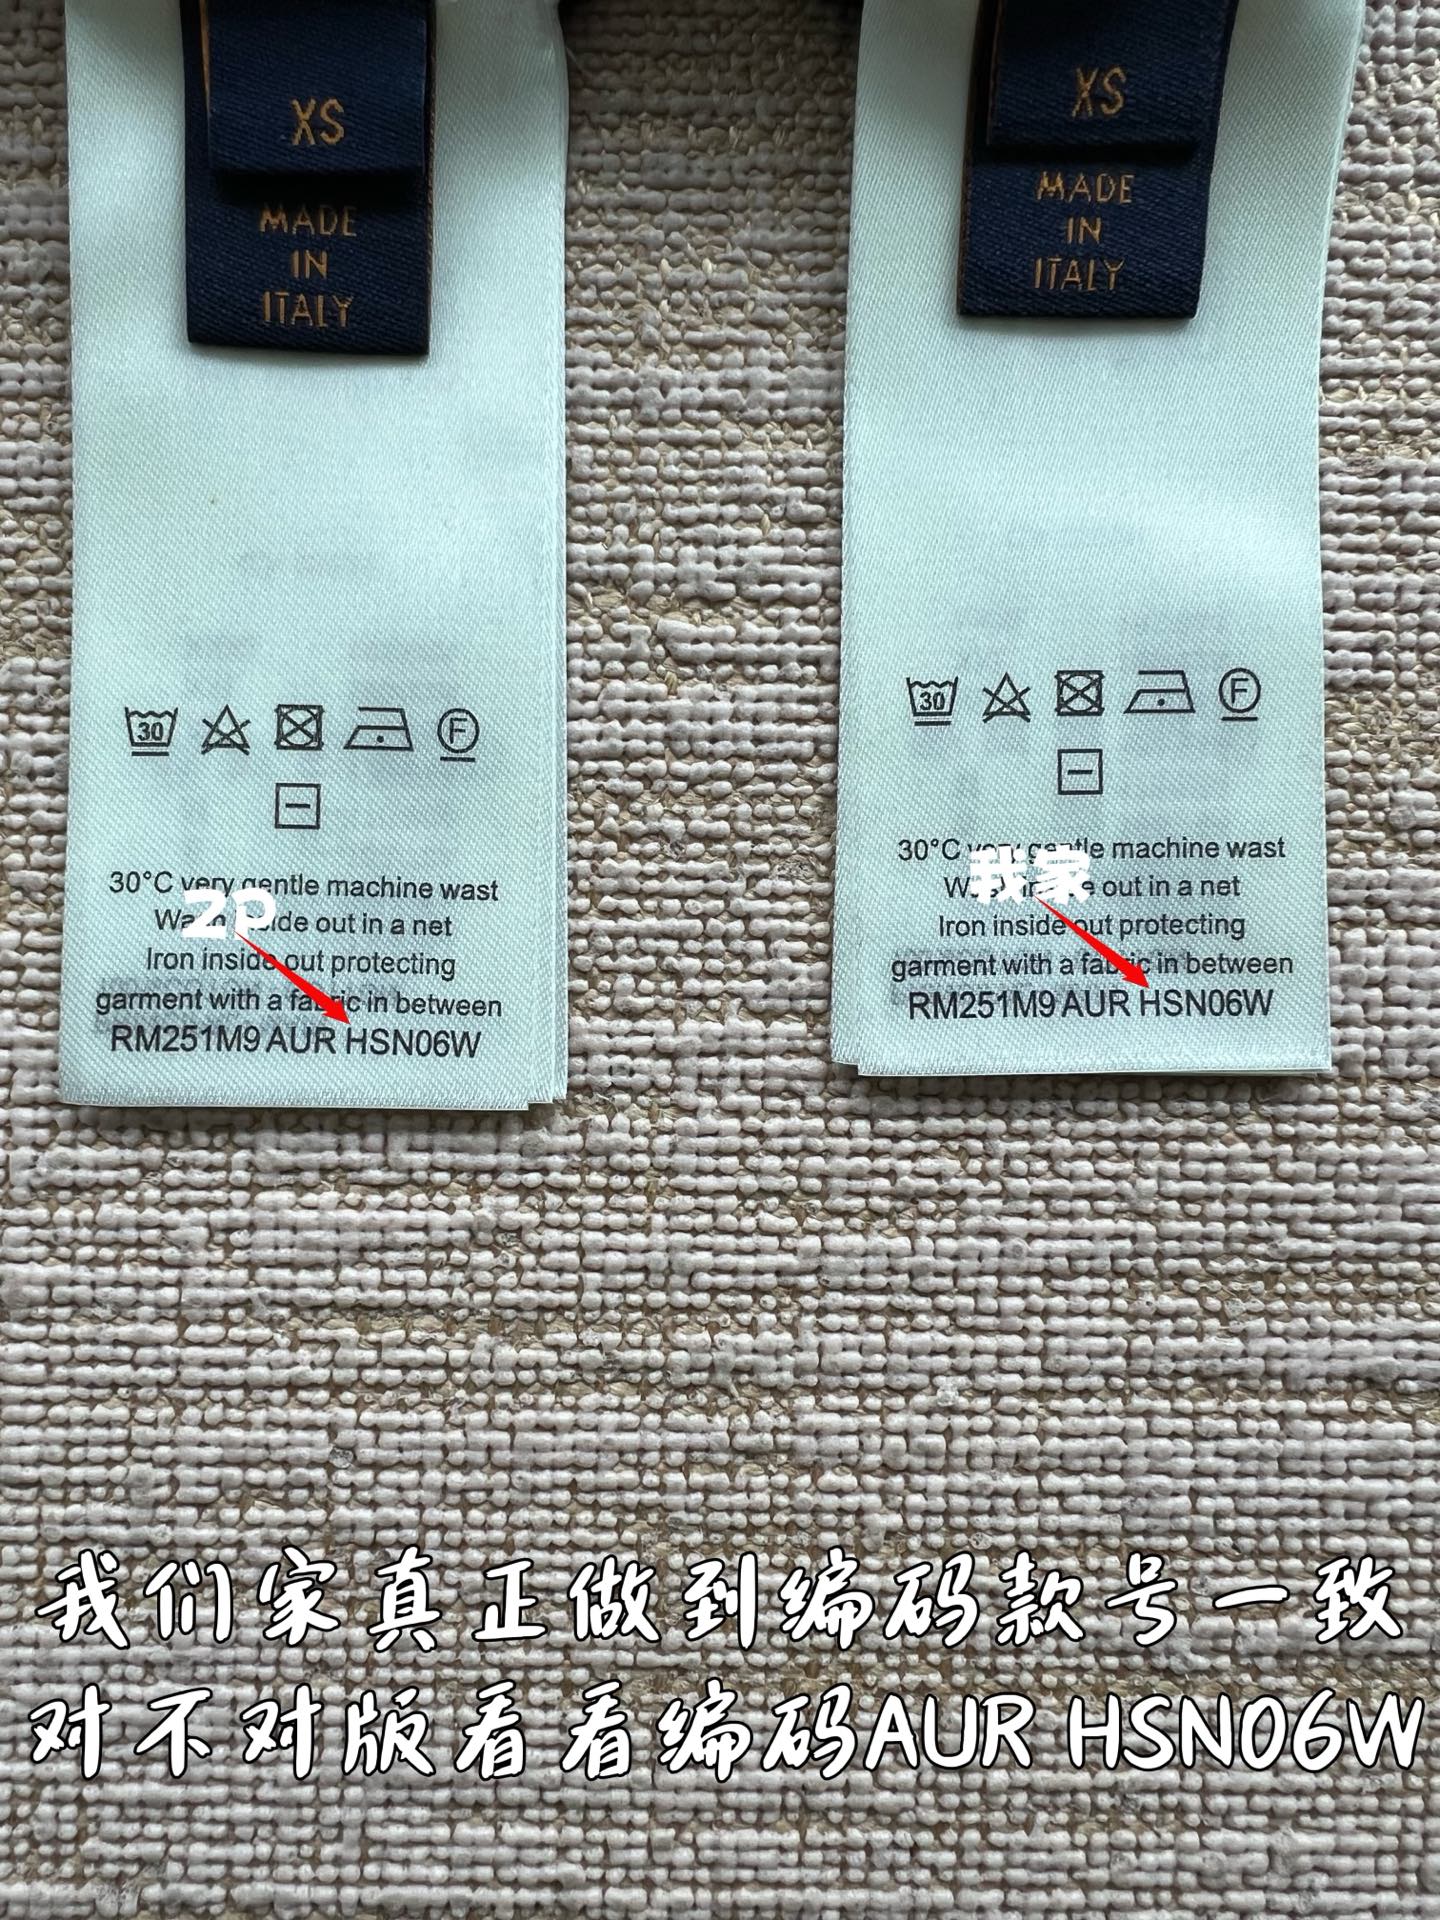 XS
MADE
IN
ITALY
30
F
30°C very gentle machine wast
Wash inside out in a net
Iron inside out protecting
garment with a fabric in between
RM251M9 AUR HSN06W
2P
XS
MADE
IN
ITALY
30
F
30°C very gentle machine wast
Wash inside out in a net
Iron inside out protecting
garment with a fabric in between
RM251M9 AUR HSN06W
我家
我们家真正做到编码款号一致
对不对版看看编码AUR HSN06W